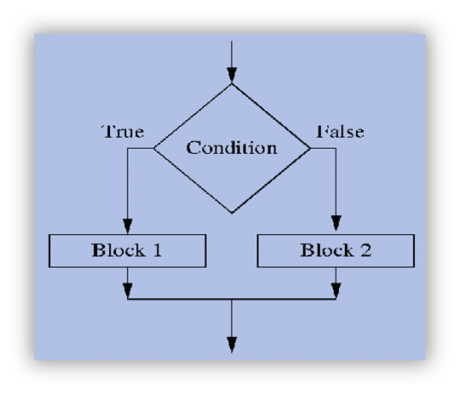 True
False
Condition
Block 1
Block 2